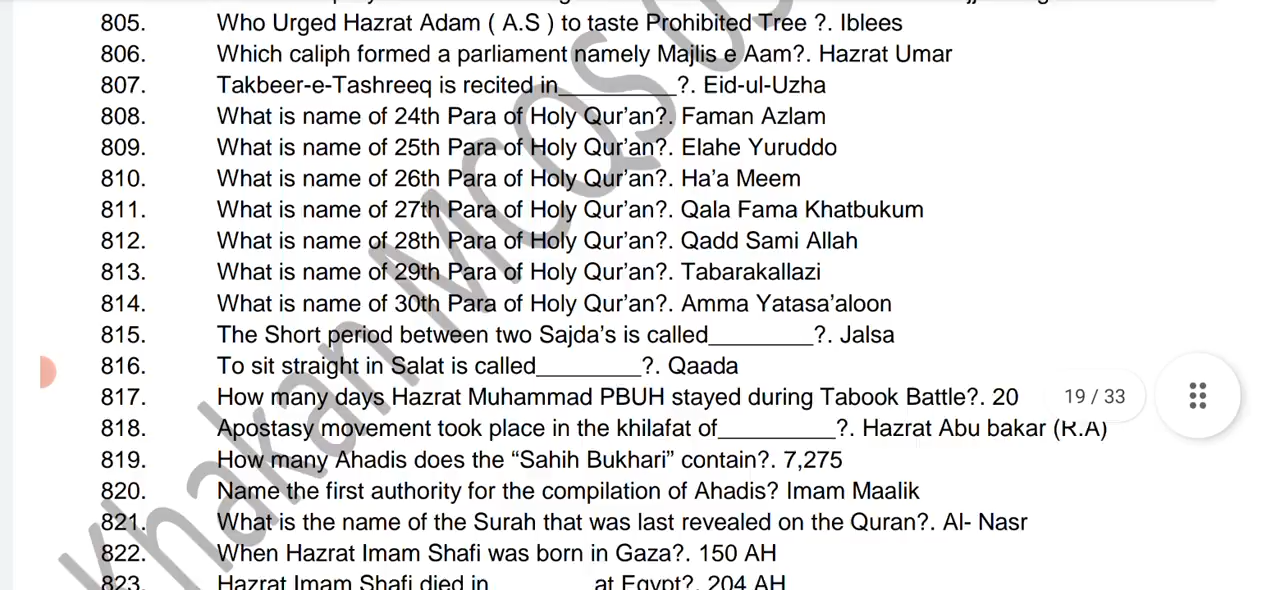 805. Who Urged Hazrat Adam ( A.S ) to taste Prohibited Tree ?. Iblees
806. Which caliph formed a parliament namely Majlis e Aam?. Hazrat Umar
807. Takbeer-e-Tashreeq is recited in_________?. Eid-ul-Uzha
808. What is name of 24th Para of Holy Qur’an?. Faman Azlam
809. What is name of 25th Para of Holy Qur’an?. Elahe Yuruddo
810. What is name of 26th Para of Holy Qur’an?. Ha’a Meem
811. What is name of 27th Para of Holy Qur’an?. Qala Fama Khatbukum
812. What is name of 28th Para of Holy Qur’an?. Qadd Sami Allah
813. What is name of 29th Para of Holy Qur’an?. Tabarakallazi
814. What is name of 30th Para of Holy Qur’an?. Amma Yatasa’aloon
815. The Short period between two Sajda’s is called________?. Jalsa
816. To sit straight in Salat is called________?. Qaada
817. How many days Hazrat Muhammad PBUH stayed during Tabook Battle?. 20
19 / 33
818. Apostasy movement took place in the khilafat of_________?. Hazrat Abu bakar (R.A)
819. How many Ahadis does the “Sahih Bukhari” contain?. 7,275
820. Name the first authority for the compilation of Ahadis? Imam Maalik
821. What is the name of the Surah that was last revealed on the Quran?. Al- Nasr
822. When Hazrat Imam Shafi was born in Gaza?. 150 AH
823. Hazrat Imam Shafi died in________at Egypt?. 204 AH
Khakan MCQS